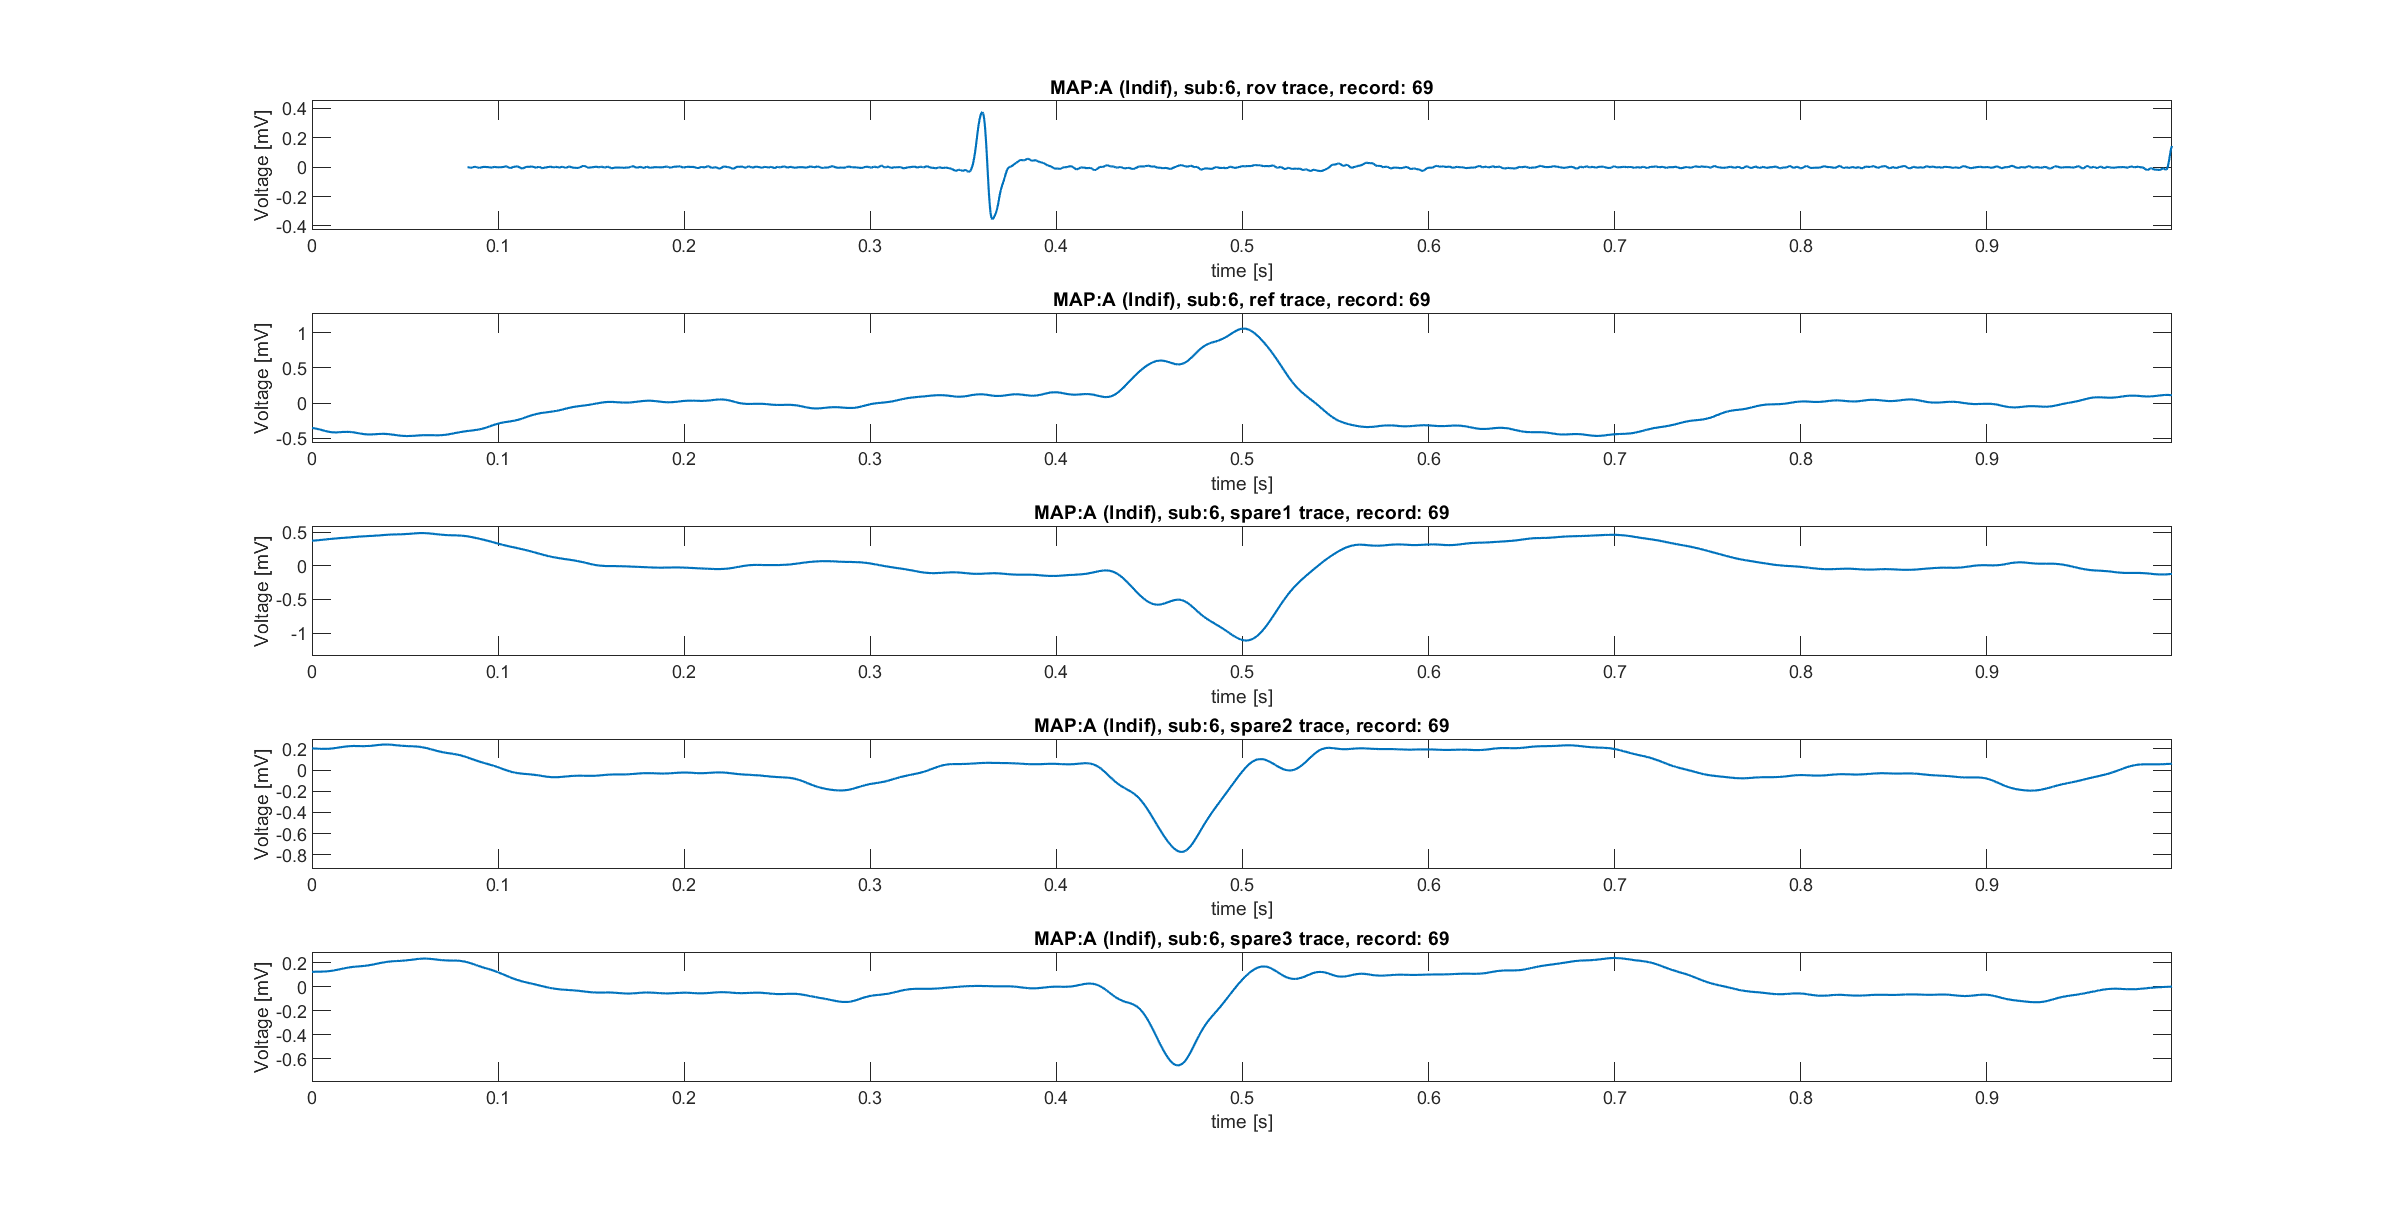 MAP:A (Indif), sub:6, rov trace, record: 69
Voltage [mV]
0.4
0.2
0
-0.2
-0.4
0 0.1 0.2 0.3 0.4 0.5 0.6 0.7 0.8 0.9
time [s]
MAP:A (Indif), sub:6, ref trace, record: 69
Voltage [mV]
1
0.5
0
-0.5
0 0.1 0.2 0.3 0.4 0.5 0.6 0.7 0.8 0.9
time [s]
MAP:A (Indif), sub:6, spare1 trace, record: 69
Voltage [mV]
0.5
0
-0.5
-1
0 0.1 0.2 0.3 0.4 0.5 0.6 0.7 0.8 0.9
time [s]
MAP:A (Indif), sub:6, spare2 trace, record: 69
Voltage [mV]
0.2
0
-0.2
-0.4
-0.6
-0.8
0 0.1 0.2 0.3 0.4 0.5 0.6 0.7 0.8 0.9
time [s]
MAP:A (Indif), sub:6, spare3 trace, record: 69
Voltage [mV]
0.2
0
-0.2
-0.4
-0.6
0 0.1 0.2 0.3 0.4 0.5 0.6 0.7 0.8 0.9
time [s]